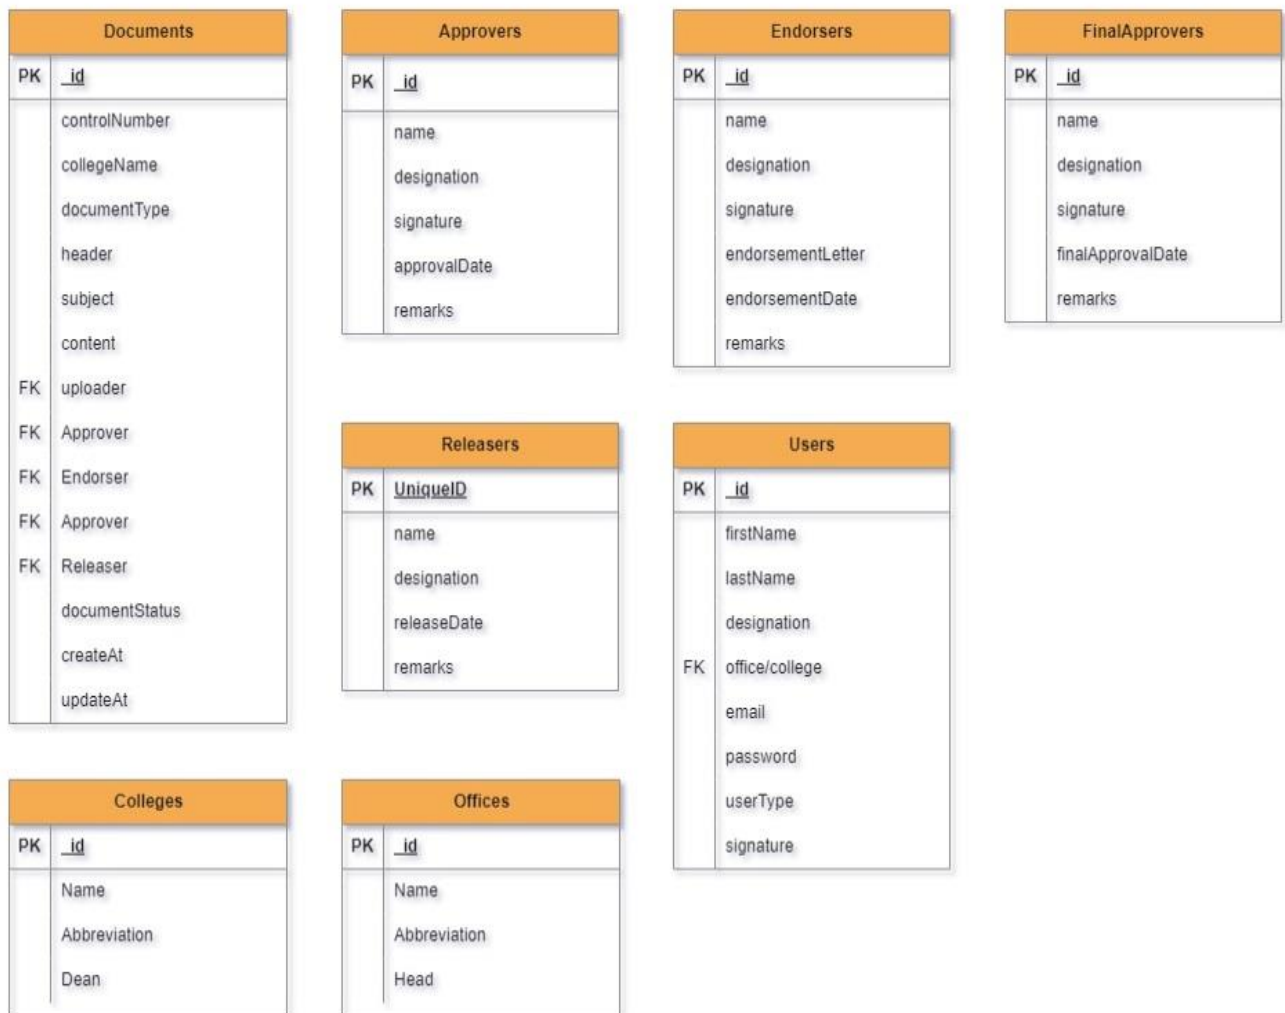 Documents
PK _id
controlNumber
collegeName
documentType
header
subject
content
FK uploader
FK Approver
FK Endorser
FK Approver
FK Releaser
documentStatus
createAt
updateAt
Approvers
PK _id
name
designation
signature
approvalDate
remarks
Endorsers
PK _id
name
designation
signature
endorsementLetter
endorsementDate
remarks
FinalApprovers
PK _id
name
designation
signature
finalApprovalDate
remarks
Releasers
PK UniqueID
name
designation
releaseDate
remarks
Users
PK _id
firstName
lastName
designation
FK office/college
email
password
userType
signature
Colleges
PK _id
Name
Abbreviation
Dean
Offices
PK _id
Name
Abbreviation
Head